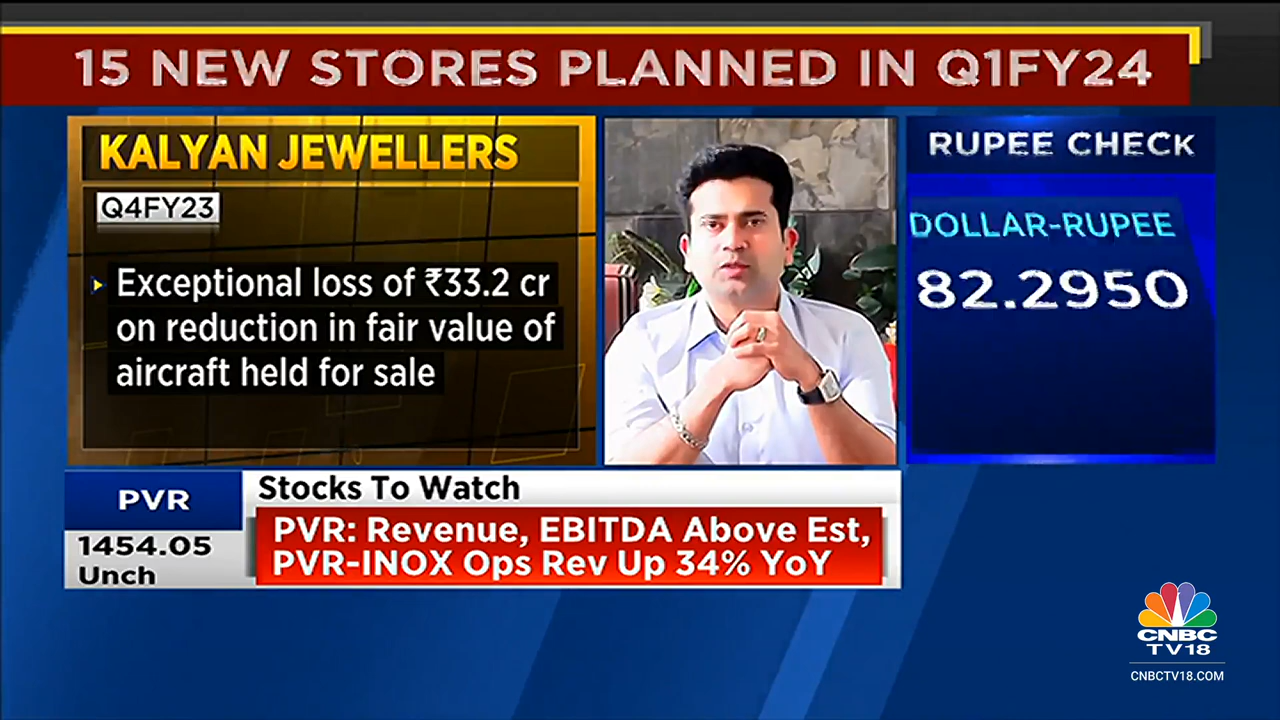 15 NEW STORES PLANNED IN Q1FY24
KALYAN JEWELLERS
Q4FY23
Exceptional loss of ₹33.2 cr
on reduction in fair value of
aircraft held for sale
RUPEE CHECK
DOLLAR-RUPEE
82.2950
PVR
1454.05
Unch
Stocks To Watch
PVR: Revenue, EBITDA Above Est,
PVR-INOX Ops Rev Up 34% YoY
CNBC
TV18
CNBCTV18.COM